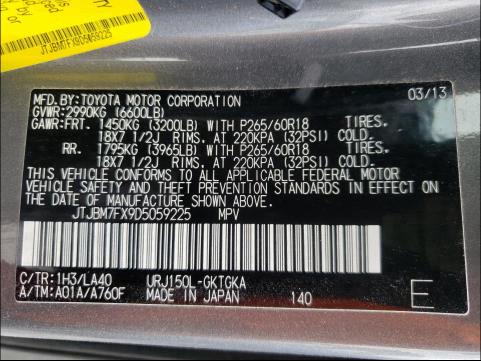 JTJBM7FX9D5059225
MFD.BY:TOYOTA MOTOR CORPORATION 03/13
GVWR:2990KG (6600LB)
GAWR:FRT. 1450KG (3200LB) WITH P265/60R18 TIRES,
18X7 1/2J RIMS, AT 220KPA (32PSI) COLD.
RR. 1795KG (3965LB) WITH P265/60R18 TIRES,
18X7 1/2J RIMS, AT 220KPA (32PSI) COLD.
THIS VEHICLE CONFORMS TO ALL APPLICABLE FEDERAL MOTOR
VEHICLE SAFETY AND THEFT PREVENTION STANDARDS IN EFFECT ON
THE DATE OF MANUFACTURE SHOWN ABOVE.
JTJBM7FX9D5059225 MPV
C/TR:1H3/LA40 URJ150L-GKTGKA
A/TM:A01A/A760F MADE IN JAPAN 140 E